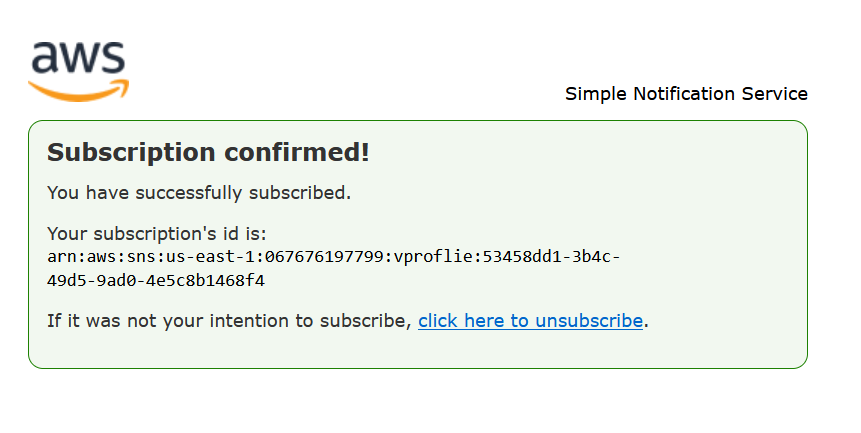 aws
Simple Notification Service
Subscription confirmed!
You have successfully subscribed.
Your subscription's id is:
arn:aws:sns:us-east-1:067676197799:vproflie:53458dd1-3b4c-
49d5-9ad0-4e5c8b1468f4
If it was not your intention to subscribe, click here to unsubscribe.